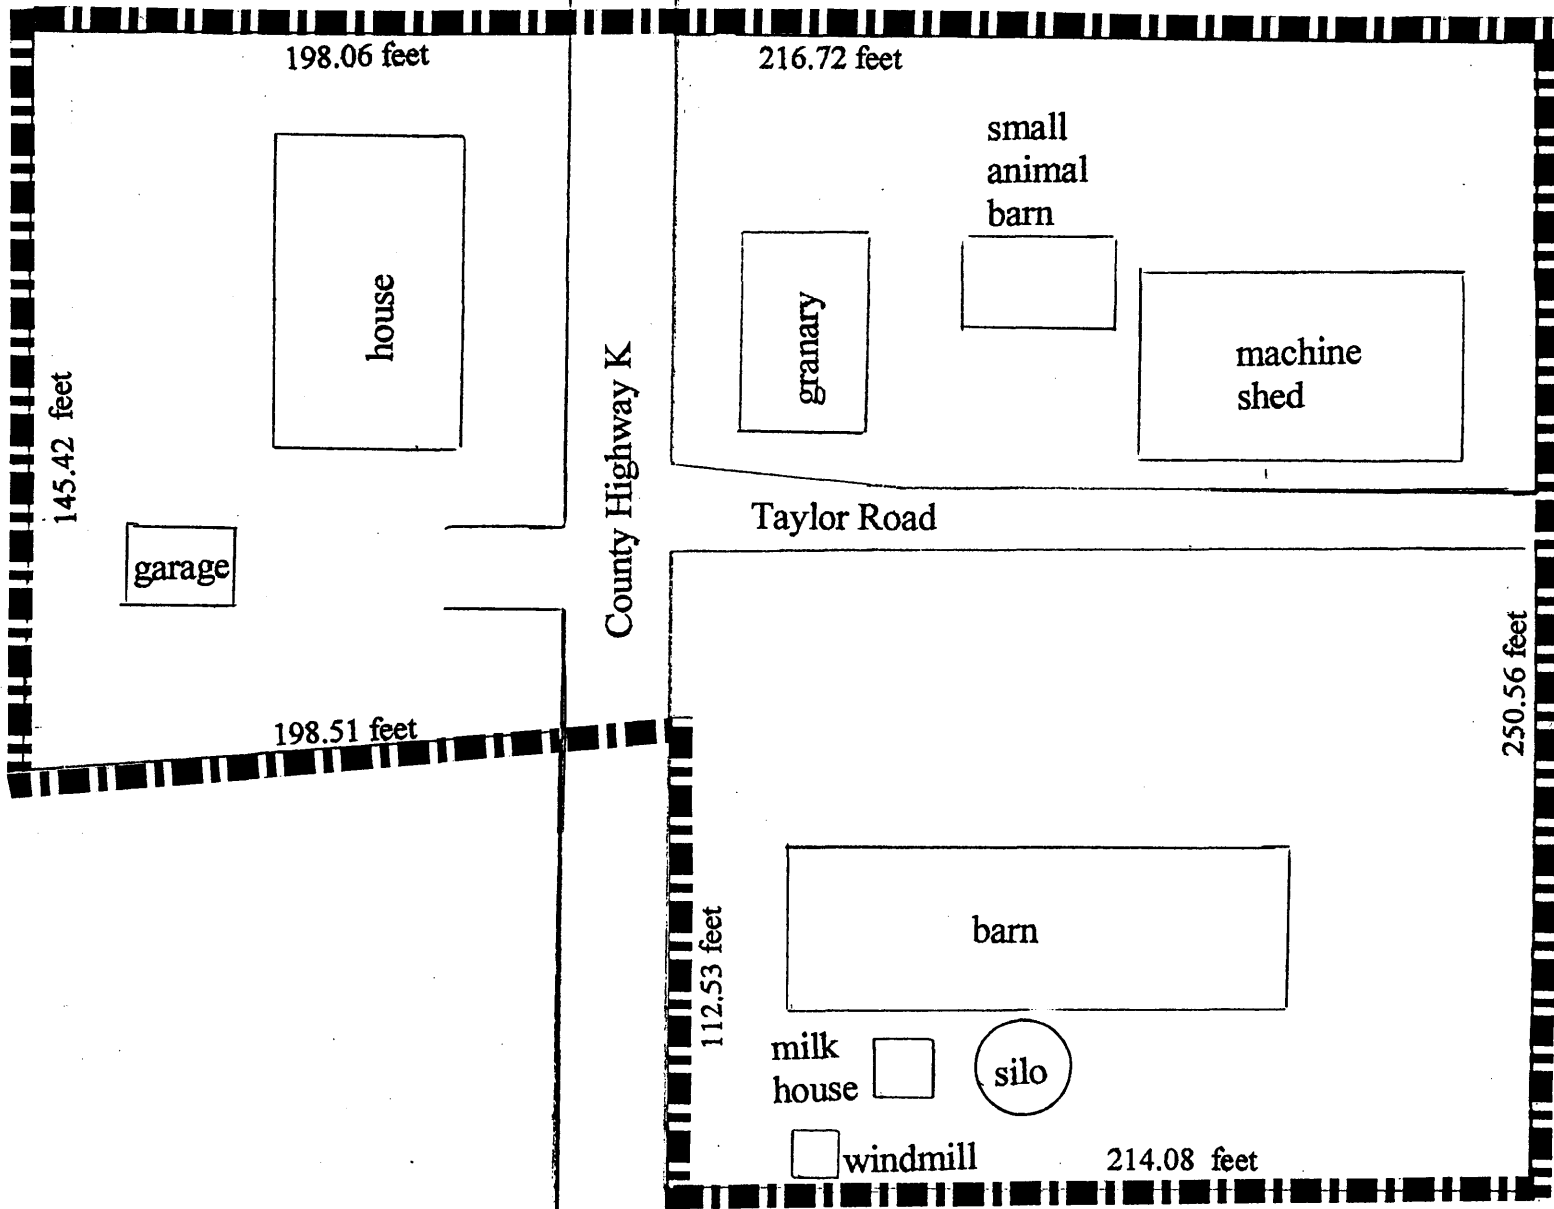 198.06 feet
216.72 feet
small
animal
barn
house
granary
machine
shed
145.42 feet
County Highway K
Taylor Road
garage
250.56 feet
198.51 feet
barn
112.53 feet
milk
house
silo
windmill
214.08 feet